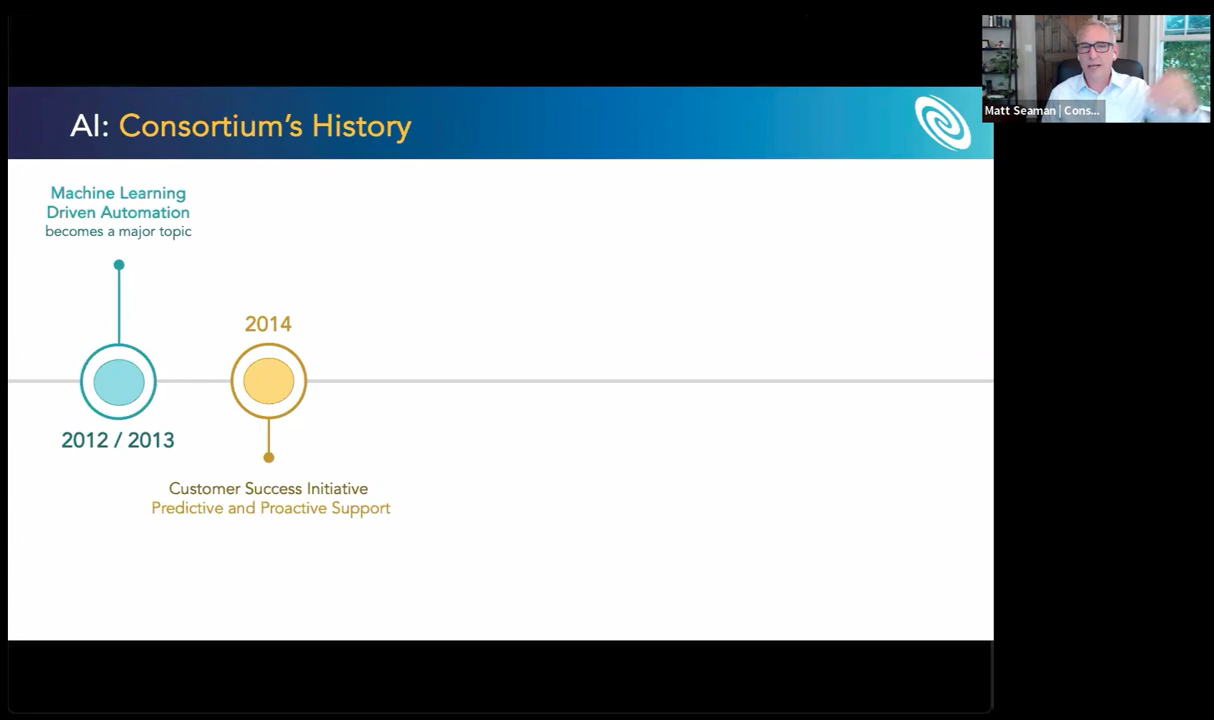 AI: Consortium's History
Matt Seaman | Cons...
Machine Learning
Driven Automation
becomes a major topic
2014
2012 / 2013
Customer Success Initiative
Predictive and Proactive Support